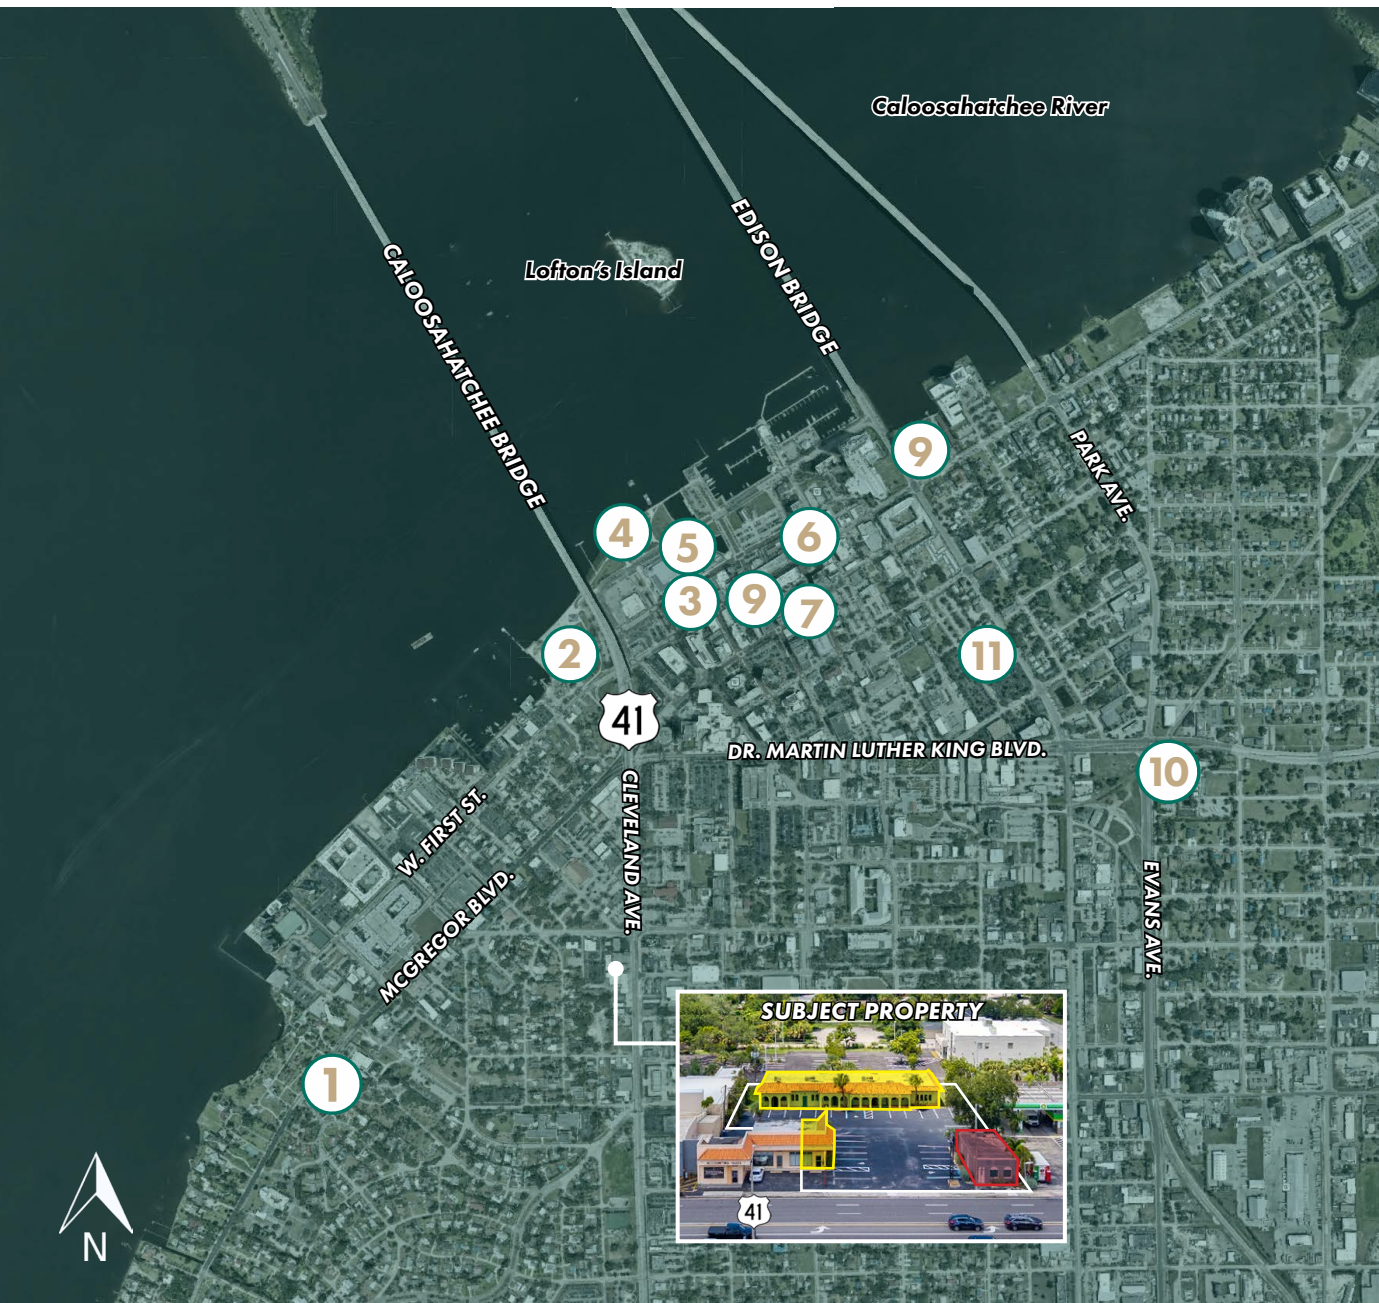 Caloosahatchee River
EDISON BRIDGE
Lofton's Island
CALOOSAHATCHEE BRIDGE
PARK AVE.
9
4
5
6
3
9
7
2
11
41
DR. MARTIN LUTHER KING BLVD.
10
CLEVELAND AVE.
W. FIRST ST.
MCGREGOR BLVD.
EVANS AVE.
SUBJECT PROPERTY
1
41
N